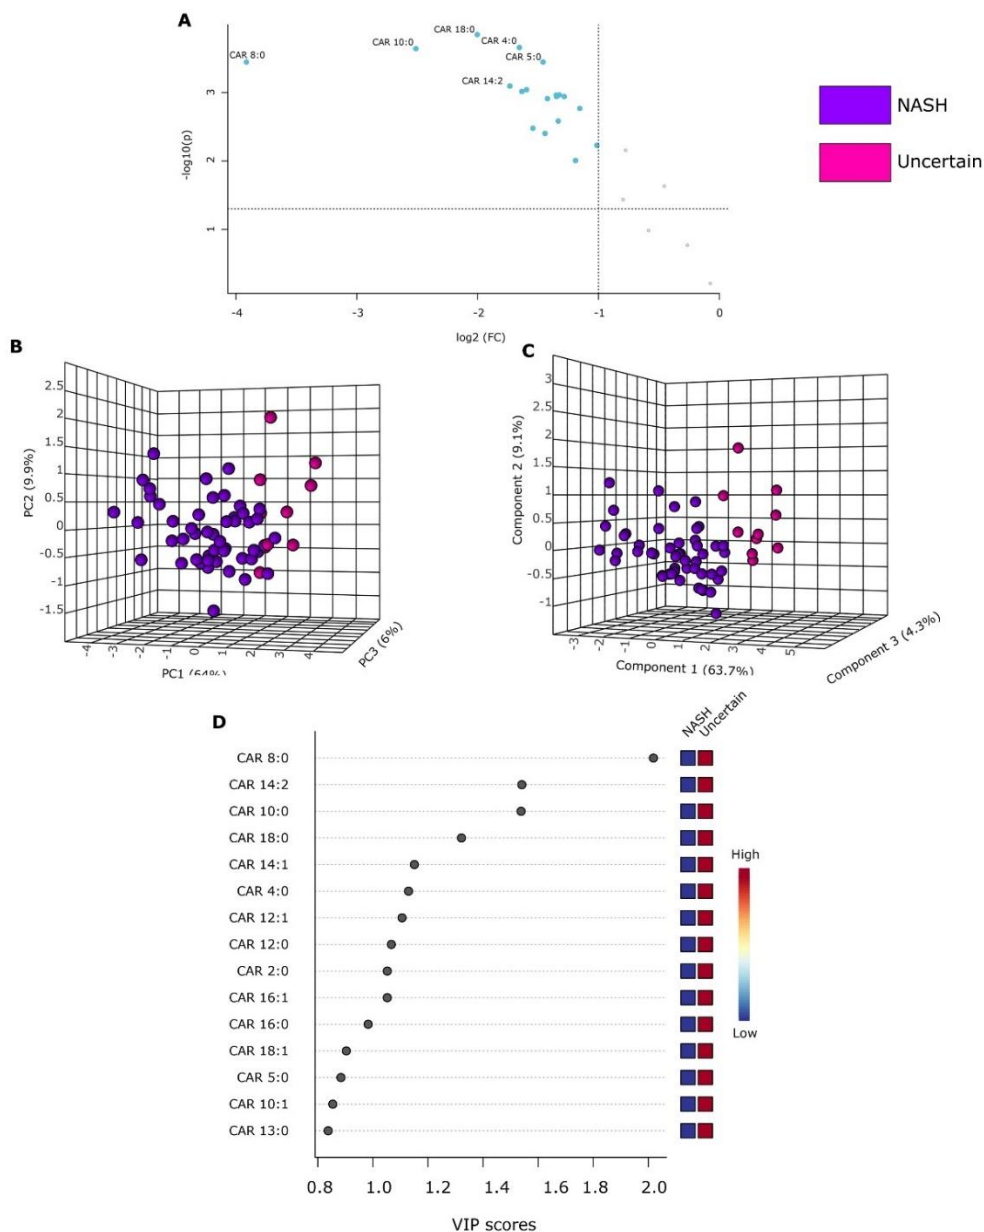 A
CAR 18:0
CAR 10:0
CAR 4:0
CAR 8:0
CAR 5:0
CAR 14:2
3
2
1
-log10(p)
-4
-3
-2
-1
0
log2 (FC)
NASH
Uncertain
B
2.5
2
1.5
1
0.5
0
-0.5
-1
-1.5
PC2 (9.9%)
-4
-3
-2
-1
0
1
2
3
4
PC1 (64%)
PC3 (6%)
C
3
2.5
2
1.5
1
0.5
0
-0.5
-1
Component 2 (9.1%)
-3
-2
-1
0
1
2
3
4
5
Component 1 (63.7%)
Component 3 (4.3%)
D
NASH
Uncertain
CAR 8:0
CAR 14:2
CAR 10:0
CAR 18:0
CAR 14:1
CAR 4:0
CAR 12:1
CAR 12:0
CAR 2:0
CAR 16:1
CAR 16:0
CAR 18:1
CAR 5:0
CAR 10:1
CAR 13:0
High
Low
0.8
1.0
1.2
1.4
1.6
1.8
2.0
VIP scores